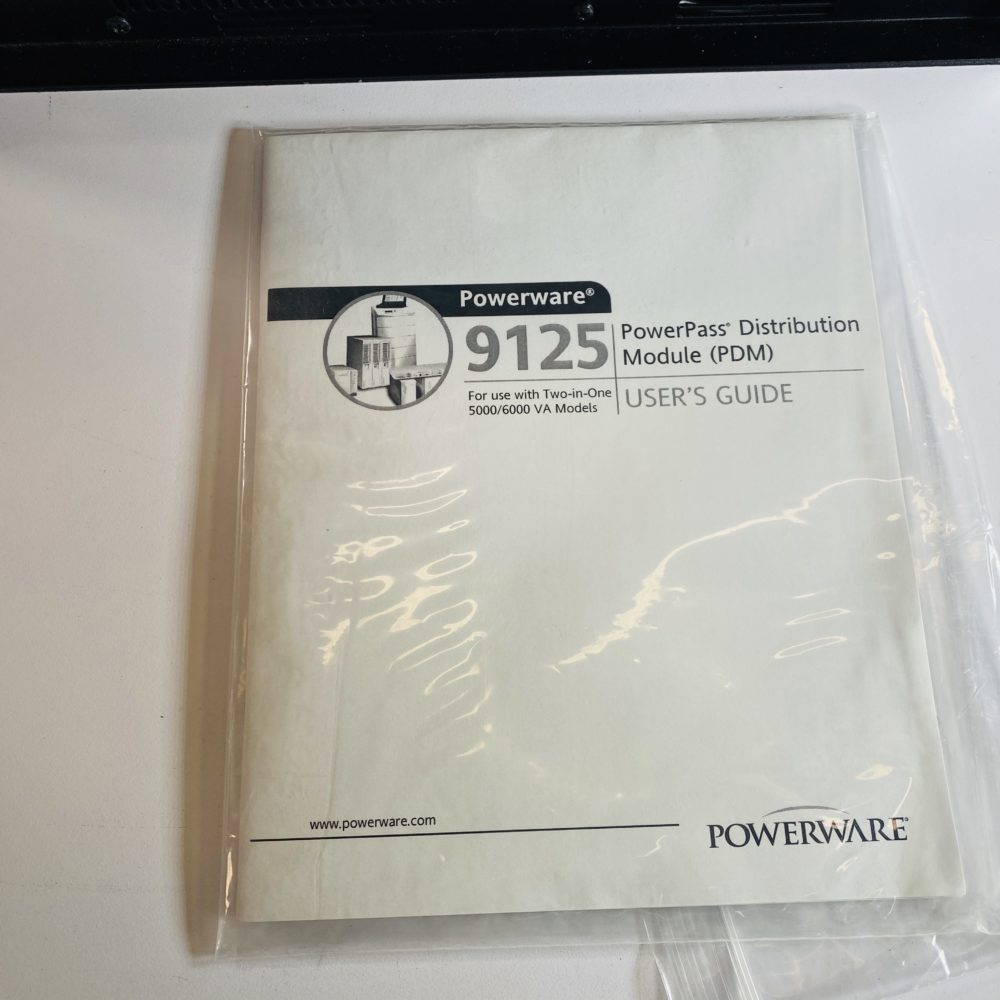 Powerware®
9125
PowerPass® Distribution
Module (PDM)
For use with Two-in-One
5000/6000 VA Models
USER'S GUIDE
www.powerware.com
POWERWARE®